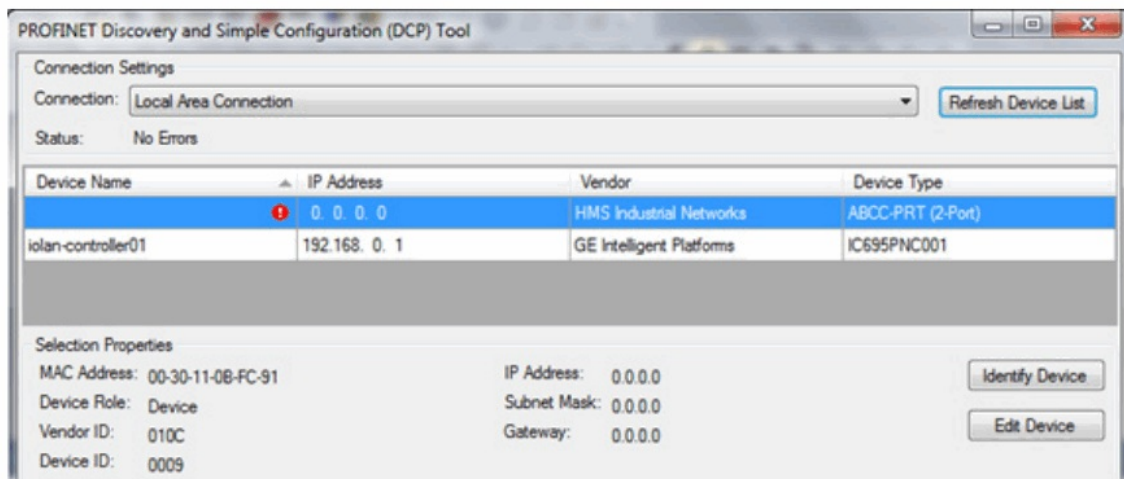 PROFINET Discovery and Simple Configuration (DCP) Tool
Connection Settings
Connection: Local Area Connection Refresh Device List
Status: No Errors
Device Name IP Address Vendor Device Type
0. 0. 0. 0 HMS Industrial Networks ABCC-PRT (2-Port)
iolan-controller01 192.168. 0. 1 GE Intelligent Platforms IC695PNC001
Selection Properties
MAC Address: 00-30-11-0B-FC-91 IP Address: 0.0.0.0 Identify Device
Device Role: Device Subnet Mask: 0.0.0.0
Vendor ID: 010C Gateway: 0.0.0.0 Edit Device
Device ID: 0009